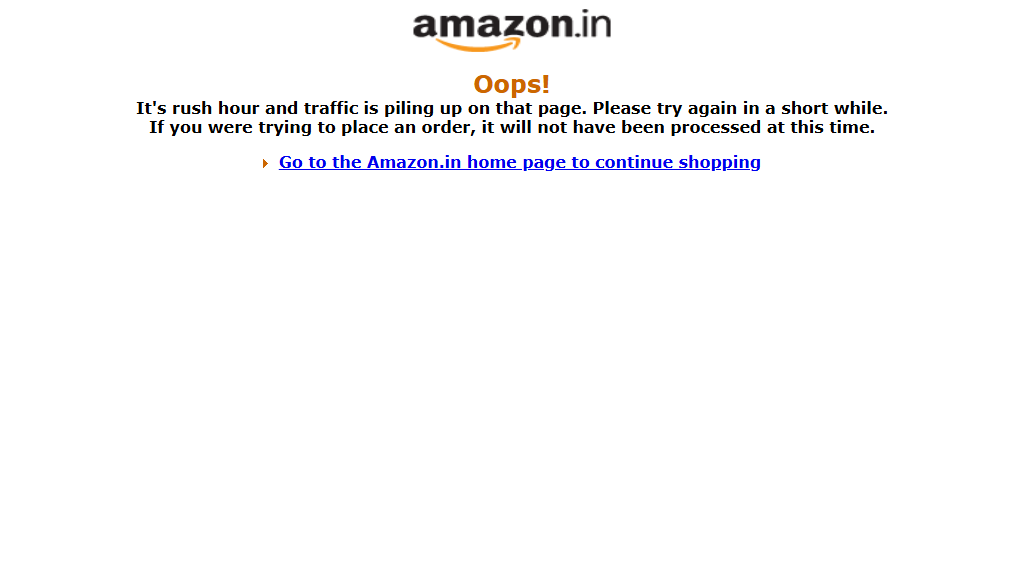 amazon.in
Oops!
It's rush hour and traffic is piling up on that page. Please try again in a short while.
If you were trying to place an order, it will not have been processed at this time.
Go to the Amazon.in home page to continue shopping